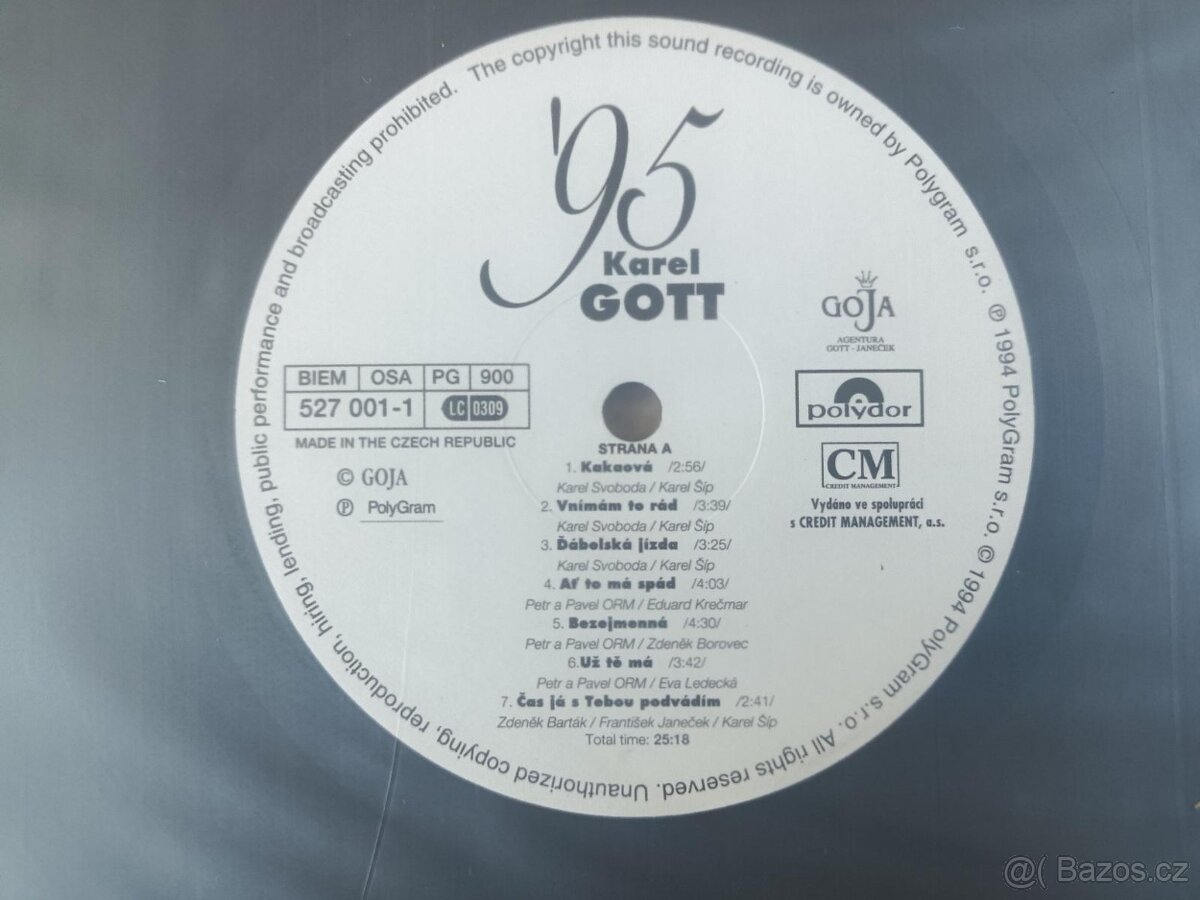 The copyright this sound recording is owned by Polygram s.r.o. ℗ 1994 PolyGram s.r.o. © 1994 PolyGram s.r.o. All rights reserved. Unauthorized copying, reproduction, hiring, lending, public performance and broadcasting prohibited.
'95
Karel
GOTT
GOJA
AGENTURA
GOTT - JANEČEK
BIEM OSA PG 900
527 001-1 LC 0309
MADE IN THE CZECH REPUBLIC
© GOJA
℗ PolyGram
polydor
CM
CREDIT MANAGEMENT
Vydáno ve spolupráci
s CREDIT MANAGEMENT, a.s.
STRANA A
1. Kakaová /2:56/
Karel Svoboda / Karel Šíp
2. Vnímám to rád /3:39/
Karel Svoboda / Karel Šíp
3. Ďábelská jízda /3:25/
Karel Svoboda / Karel Šíp
4. Ať to má spád /4:03/
Petr a Pavel ORM / Eduard Krečmar
5. Bezejmenná /4:30/
Petr a Pavel ORM / Zdeněk Borovec
6. Už tě má /3:42/
Petr a Pavel ORM / Eva Ledecká
7. Čas já s Tebou podvádím /2:41/
Zdeněk Barták / František Janeček / Karel Šíp
Total time: 25:18
@( Bazos.cz